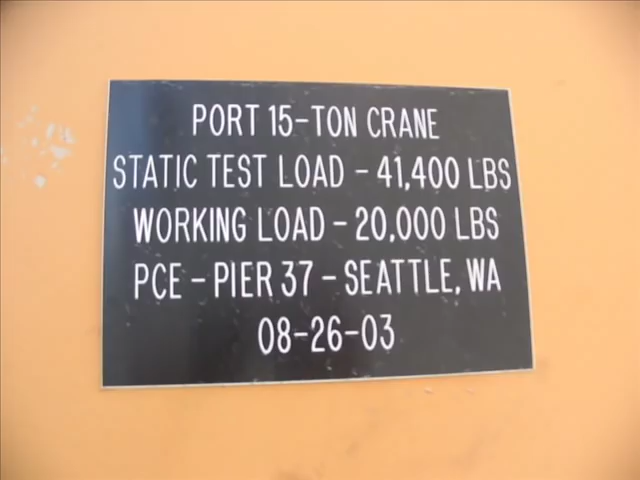 PORT 15-TON CRANE
STATIC TEST LOAD - 41,400 LBS
WORKING LOAD - 20,000 LBS
PCE - PIER 37 - SEATTLE, WA
08-26-03